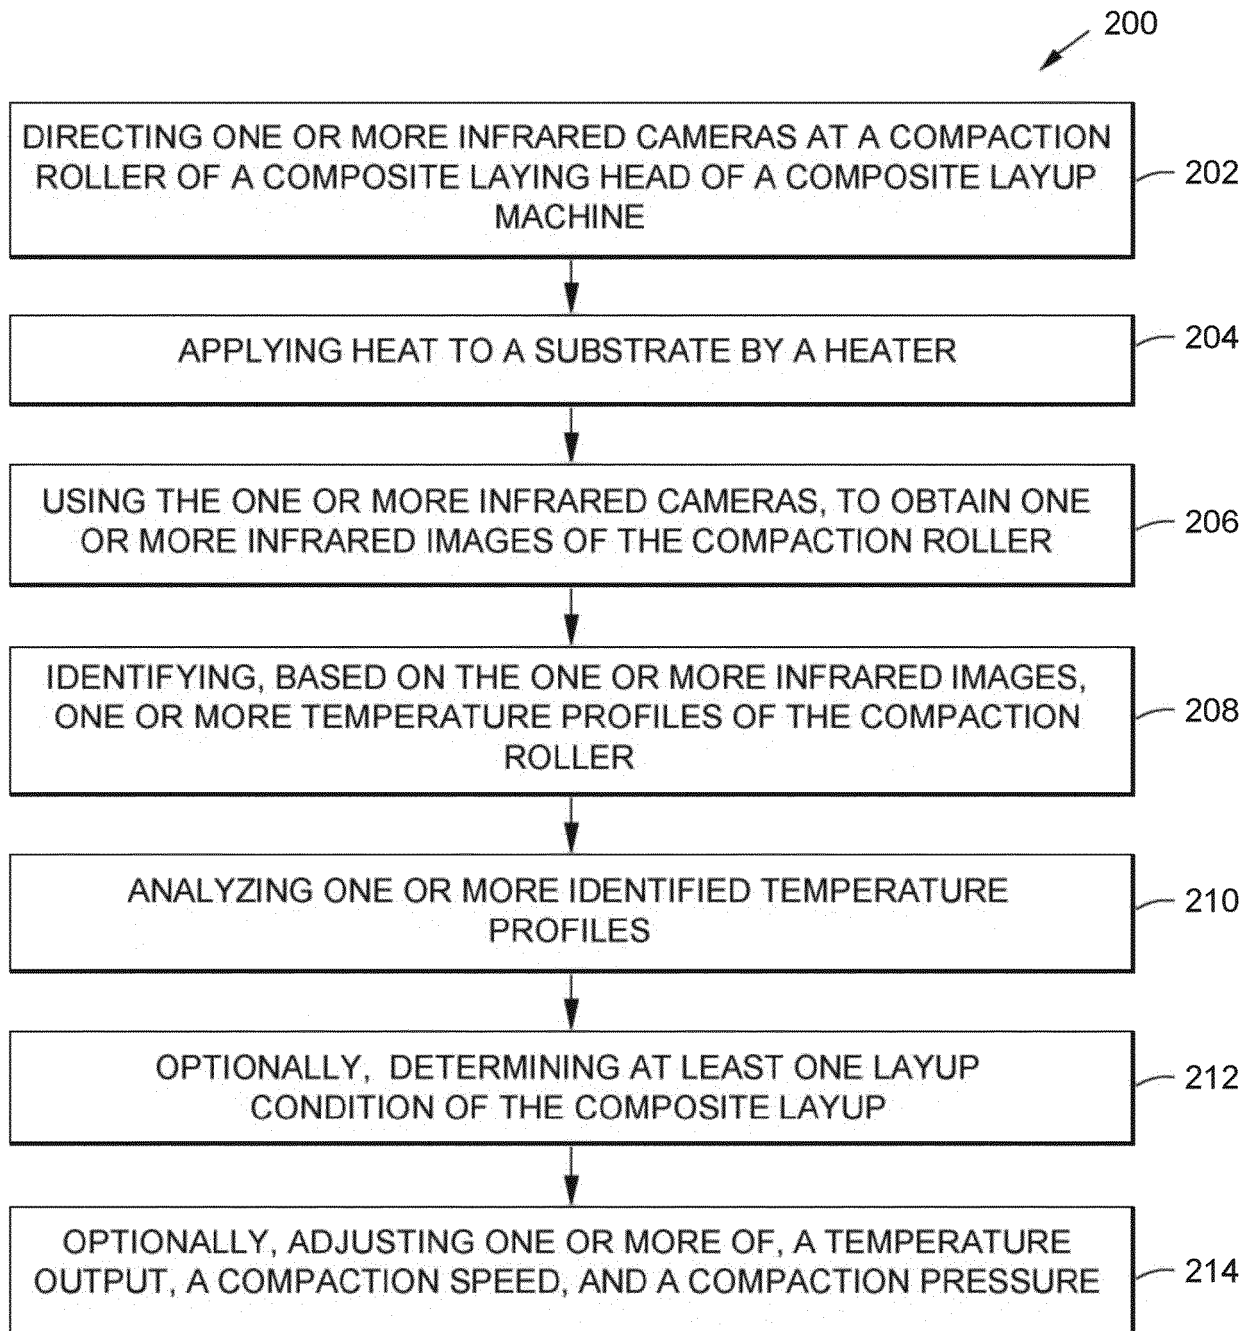 200
DIRECTING ONE OR MORE INFRARED CAMERAS AT A COMPACTION
ROLLER OF A COMPOSITE LAYING HEAD OF A COMPOSITE LAYUP
MACHINE
202
APPLYING HEAT TO A SUBSTRATE BY A HEATER
204
USING THE ONE OR MORE INFRARED CAMERAS, TO OBTAIN ONE
OR MORE INFRARED IMAGES OF THE COMPACTION ROLLER
206
IDENTIFYING, BASED ON THE ONE OR MORE INFRARED IMAGES,
ONE OR MORE TEMPERATURE PROFILES OF THE COMPACTION
ROLLER
208
ANALYZING ONE OR MORE IDENTIFIED TEMPERATURE
PROFILES
210
OPTIONALLY, DETERMINING AT LEAST ONE LAYUP
CONDITION OF THE COMPOSITE LAYUP
212
OPTIONALLY, ADJUSTING ONE OR MORE OF, A TEMPERATURE
OUTPUT, A COMPACTION SPEED, AND A COMPACTION PRESSURE
214